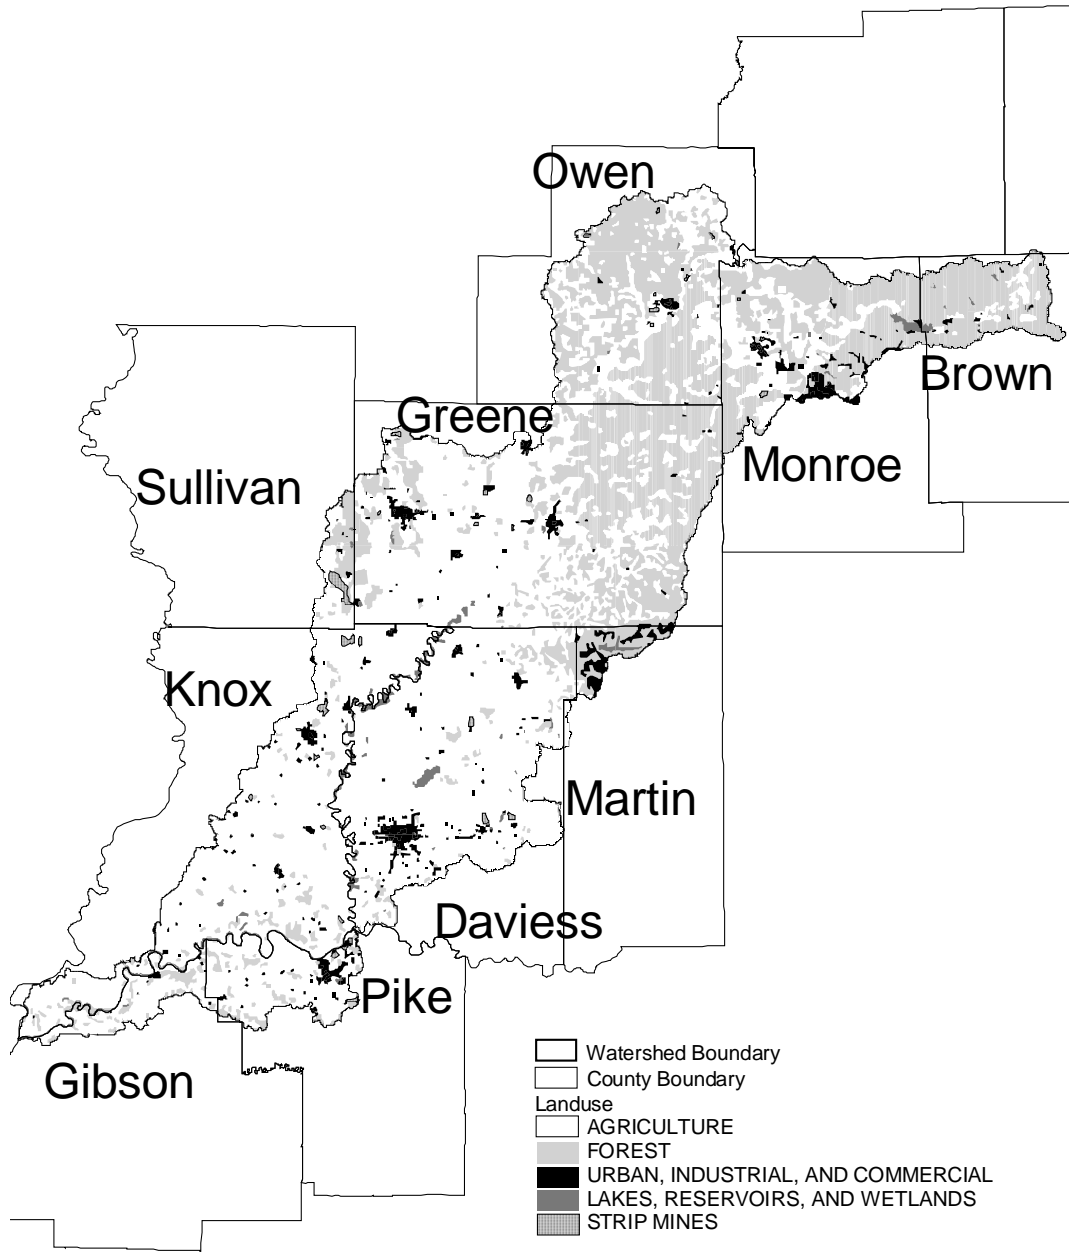 Owen
Brown
Greene
Monroe
Sullivan
Knox
Martin
Daviess
Pike
Gibson
Watershed Boundary
County Boundary
Landuse
AGRICULTURE
FOREST
URBAN, INDUSTRIAL, AND COMMERCIAL
LAKES, RESERVOIRS, AND WETLANDS
STRIP MINES